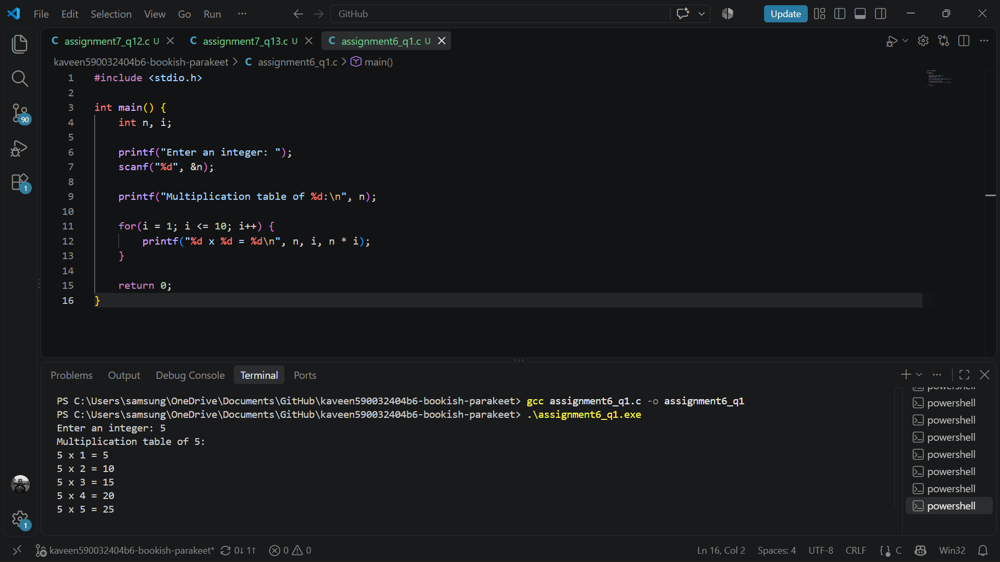 File Edit Selection View Go Run ··· GitHub Update
C assignment7_q12.c U C assignment7_q13.c U C assignment6_q1.c U
kaveen590032404b6-bookish-parakeet > C assignment6_q1.c > main()
1 #include <stdio.h>
2
3 int main() {
4 int n, i;
5
6 printf("Enter an integer: ");
7 scanf("%d", &n);
8
9 printf("Multiplication table of %d:\n", n);
10
11 for(i = 1; i <= 10; i++) {
12 printf("%d x %d = %d\n", n, i, n * i);
13 }
14
15 return 0;
16 }
90
1
1
Problems Output Debug Console Terminal Ports
PS C:\Users\samsung\OneDrive\Documents\GitHub\kaveen590032404b6-bookish-parakeet> gcc assignment6_q1.c -o assignment6_q1
PS C:\Users\samsung\OneDrive\Documents\GitHub\kaveen590032404b6-bookish-parakeet> .\assignment6_q1.exe
Enter an integer: 5
Multiplication table of 5:
5 x 1 = 5
5 x 2 = 10
5 x 3 = 15
5 x 4 = 20
5 x 5 = 25
powershell
powershell
powershell
powershell
powershell
powershell
powershell
powershell
kaveen590032404b6-bookish-parakeet* 0↓ 1↑ 0 0 Ln 16, Col 2 Spaces: 4 UTF-8 CRLF { } C Win32